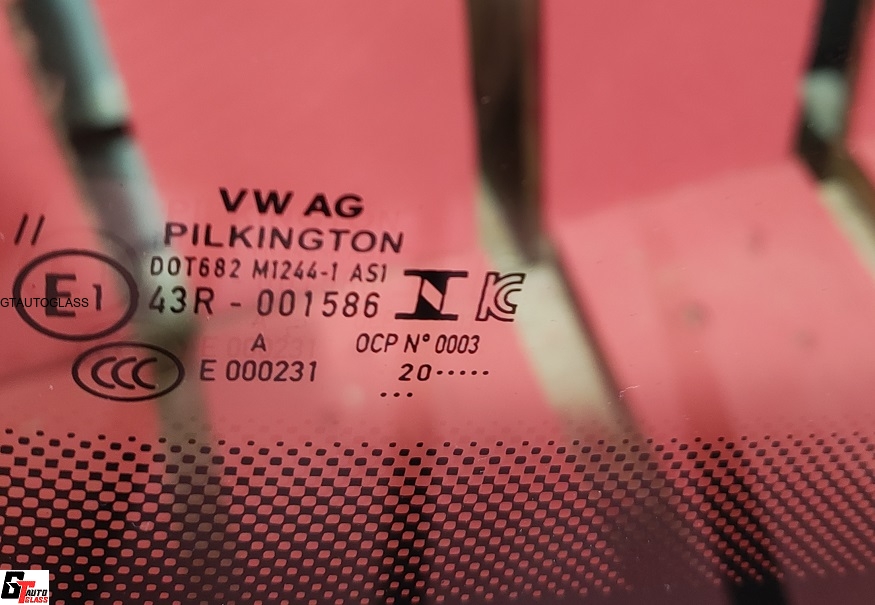 VW AG
//
PILKINGTON
DOT682 M1244-1 AS1
E1
43R - 001586
GTAUTOGLASS
KC
A
OCP N° 0003
CCC
E 000231
20·····
...
GT AUTO GLASS